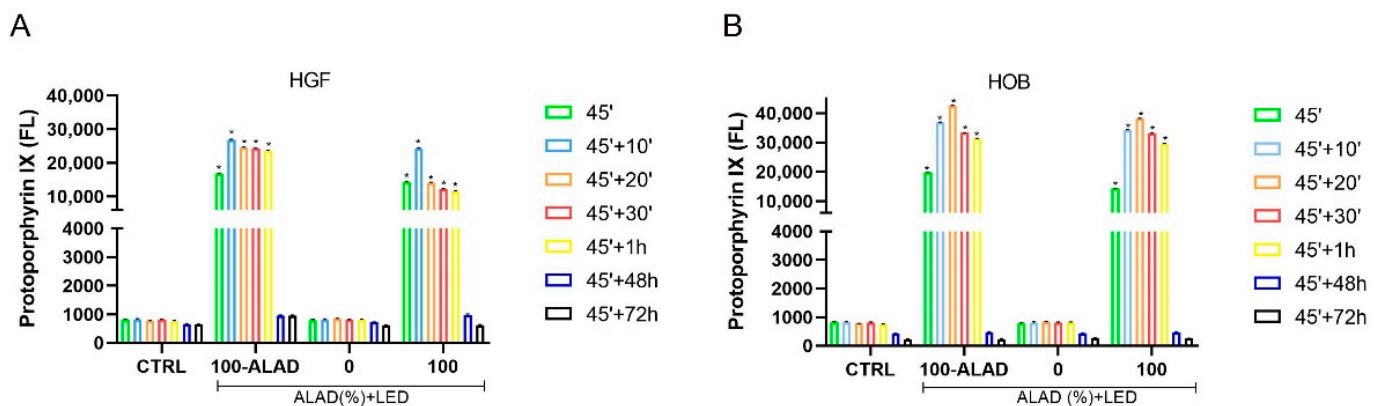 A
HGF
Protoporphyrin IX (FL)
40,000
30,000
20,000
10,000
4000
3000
2000
1000
0
* * * * * * * * * *
CTRL 100-ALAD 0 100
ALAD(%)+LED
45'
45'+10'
45'+20'
45'+30'
45'+1h
45'+48h
45'+72h
B
HOB
Protoporphyrin IX (FL)
40,000
30,000
20,000
10,000
4000
3000
2000
1000
0
* * * * * * * * * *
CTRL 100-ALAD 0 100
ALAD (%)+LED
45'
45'+10'
45'+20'
45'+30'
45'+1h
45'+48h
45'+72h